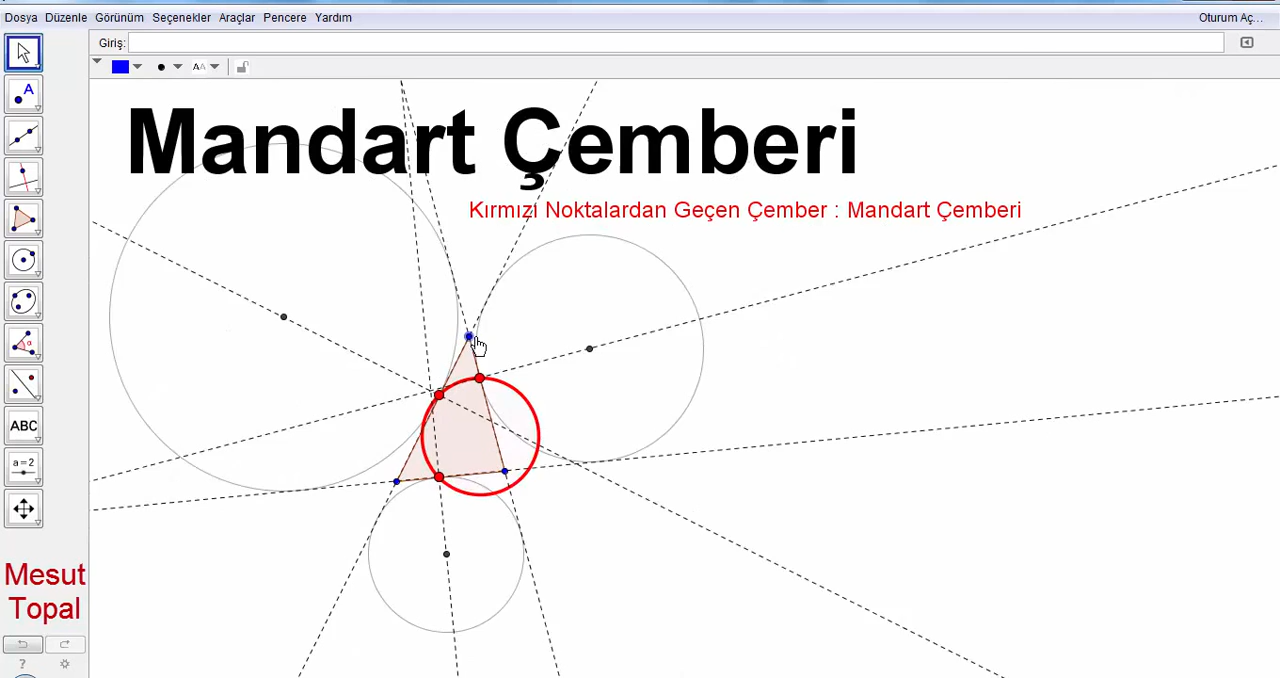 Dosya Düzenle Görünüm Seçenekler Araçlar Pencere Yardım Oturum Aç...
Giriş:
AA
Mandart Çemberi
Kırmızı Noktalardan Geçen Çember : Mandart Çemberi
A
α
ABC
a=2
Mesut
Topal
?